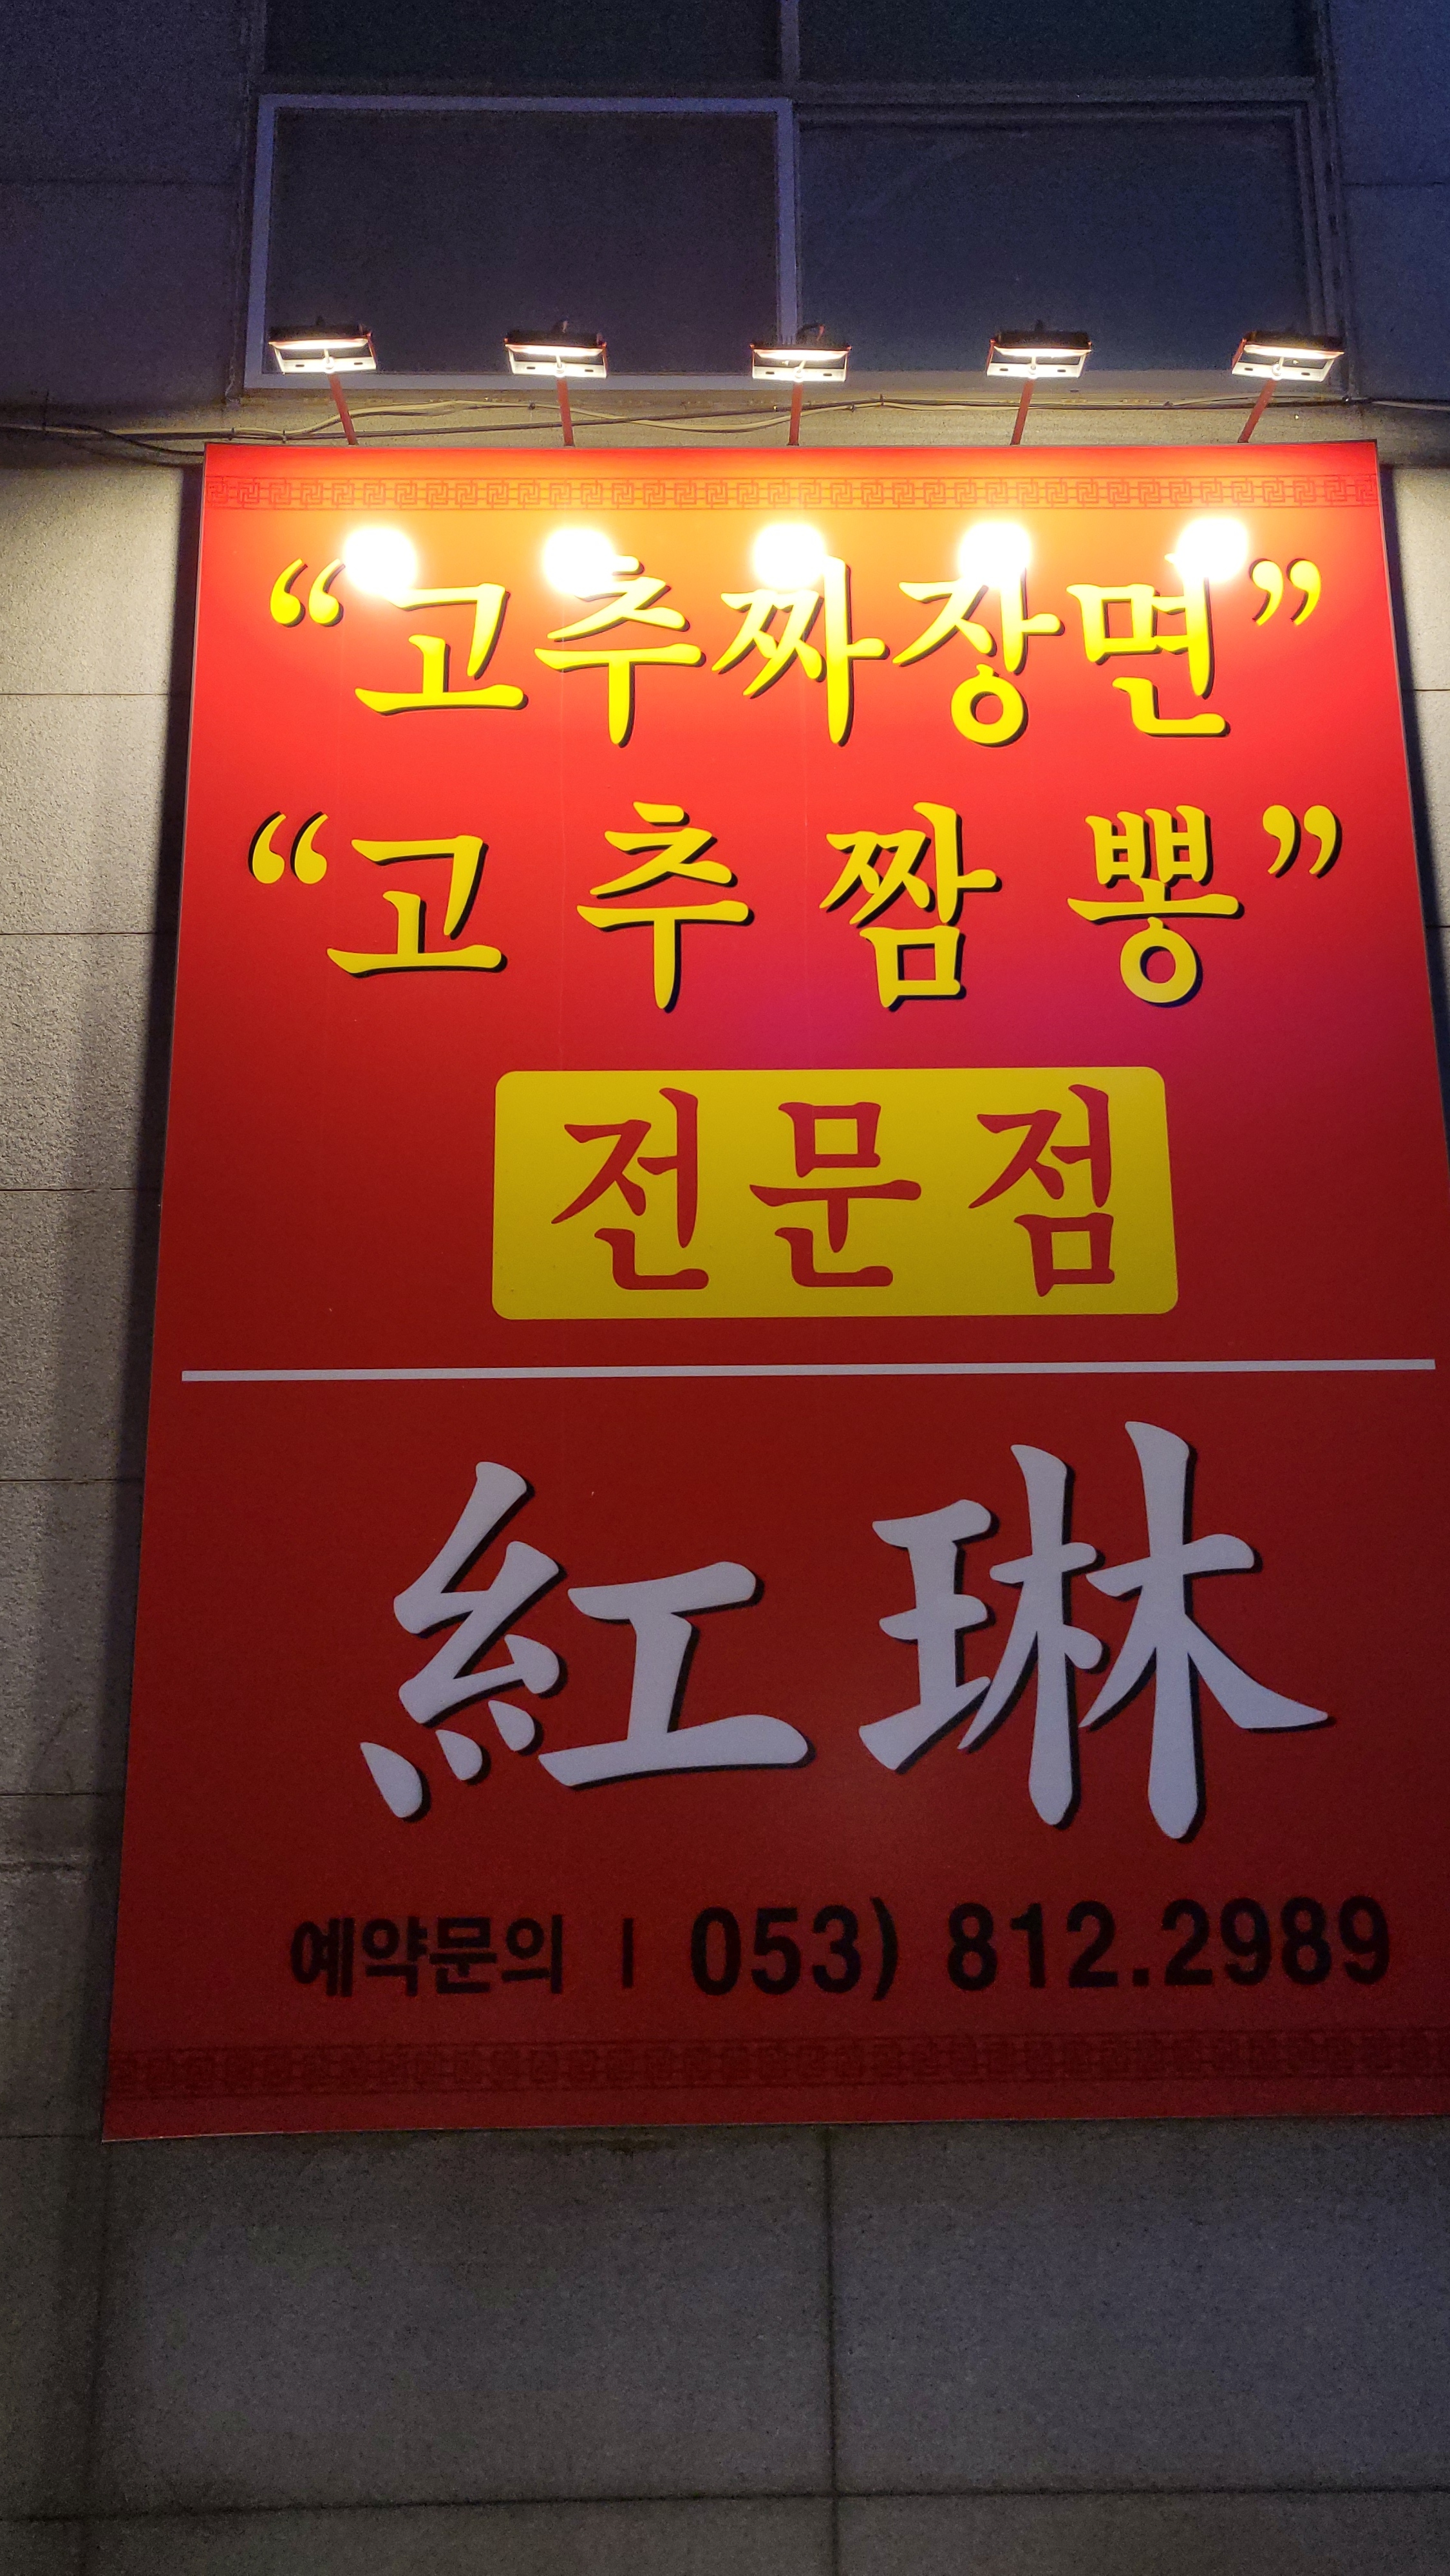 “고추짜장면”
“고추짬뽕”
전문점
紅琳
예약문의 | 053) 812.2989